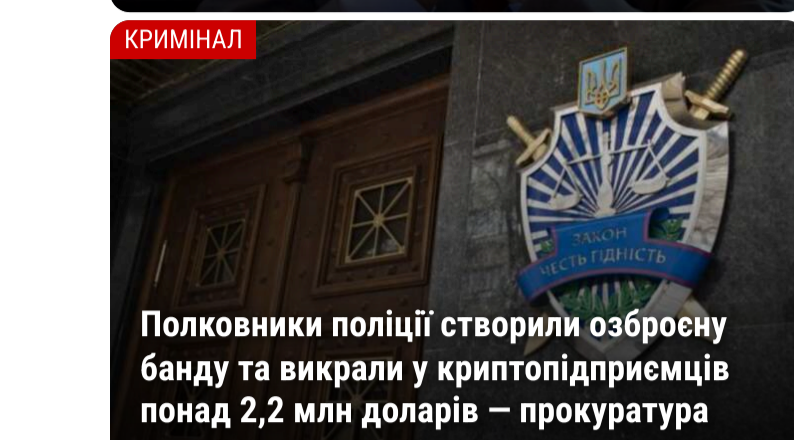 КРИМІНАЛ
ЗАКОН
ЧЕСТЬ ГІДНІСТЬ
Полковники поліції створили озброєну
банду та викрали у криптопідприємців
понад 2,2 млн доларів — прокуратура